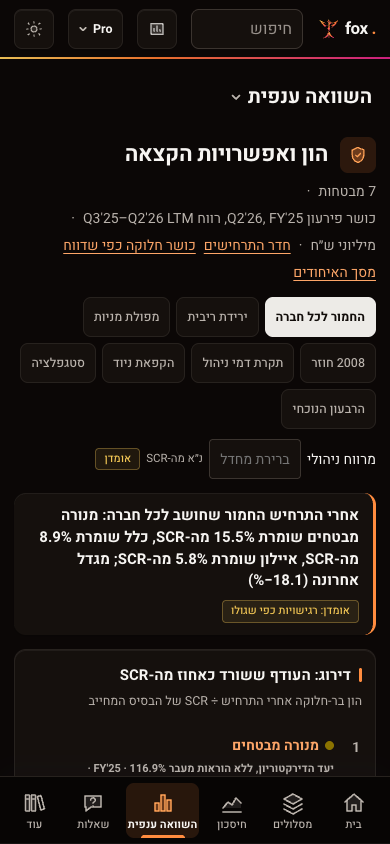 fox.
חיפוש
Pro
השוואה ענפית
הון ואפשרויות הקצאה
7 מבטחות ·
כושר פירעון Q2'26, FY'25, רווח Q3'25–Q2'26 LTM ·
מיליוני ש״ח · חדר התרחישים כושר חלוקה כפי שדווח
מסך האיחודים
החמור לכל חברה
ירידת ריבית
מפולת מניות
2008 חוזר
תקרת דמי ניהול
הקפאת ניוד
סטגפלציה
הרבעון הנוכחי
מרווח ניהולי ברירת מחדל נ״א מה-SCR אומדן
אחרי התרחיש החמור שחושב לכל חברה: מנורה
מבטחים שומרת 15.5% מה-SCR, כלל שומרת 8.9%
מה-SCR, איילון שומרת 5.8% מה-SCR; מגדל
אחרונה (18.1−%)
אומדן: רגישויות כפי שגולו
דירוג: העודף ששורד כאחוז מה-SCR
הון בר-חלוקה אחרי התרחיש ÷ SCR של הבסיס המחייב
1 מנורה מבטחים
יעד הדירקטוריון, ללא הוראות מעבר 116.9% · FY'25 ·
בית
מסלולים
חיסכון
השוואה ענפית
שאלות
עוד